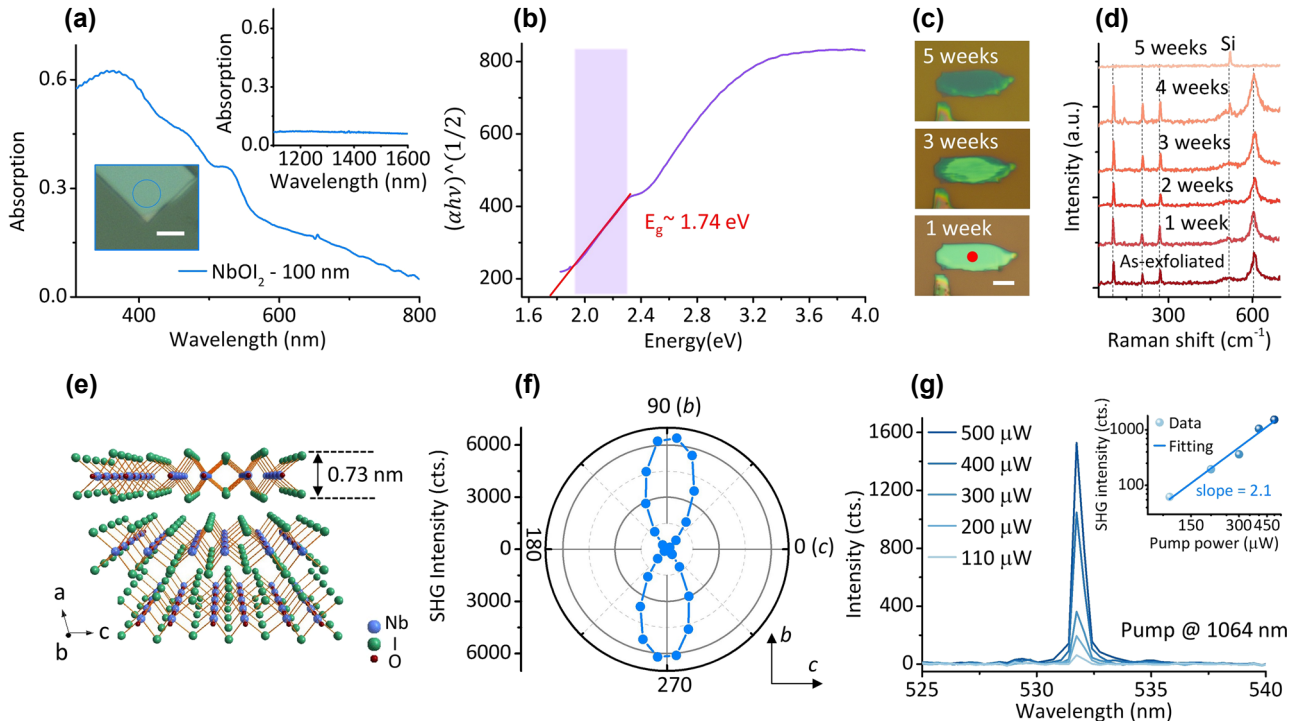 (a)
Absorption
0.6
0.3
0.0
400
600
800
Wavelength (nm)
NbOI₂ - 100 nm
Absorption
0.6
0.3
0.0
1200
1400
1600
Wavelength (nm)
(b)
(αhν)^(1/2)
800
600
400
200
1.6
2.0
2.4
2.8
3.2
3.6
4.0
Energy(eV)
E_g ~ 1.74 eV
(c)
5 weeks
3 weeks
1 week
(d)
Intensity (a.u.)
Si
5 weeks
4 weeks
3 weeks
2 weeks
1 week
As-exfoliated
300
600
Raman shift (cm⁻¹)
(e)
0.73 nm
a
c
b
Nb
I
O
(f)
SHG Intensity (cts.)
6000
3000
0
3000
6000
90 (b)
180
0 (c)
270
b
c
(g)
Intensity (cts.)
1600
1200
800
400
0
500 μW
400 μW
300 μW
200 μW
110 μW
SHG intensity (cts.)
1000
100
Data
Fitting
slope = 2.1
150
300
450
Pump power (μW)
Pump @ 1064 nm
525
530
535
540
Wavelength (nm)